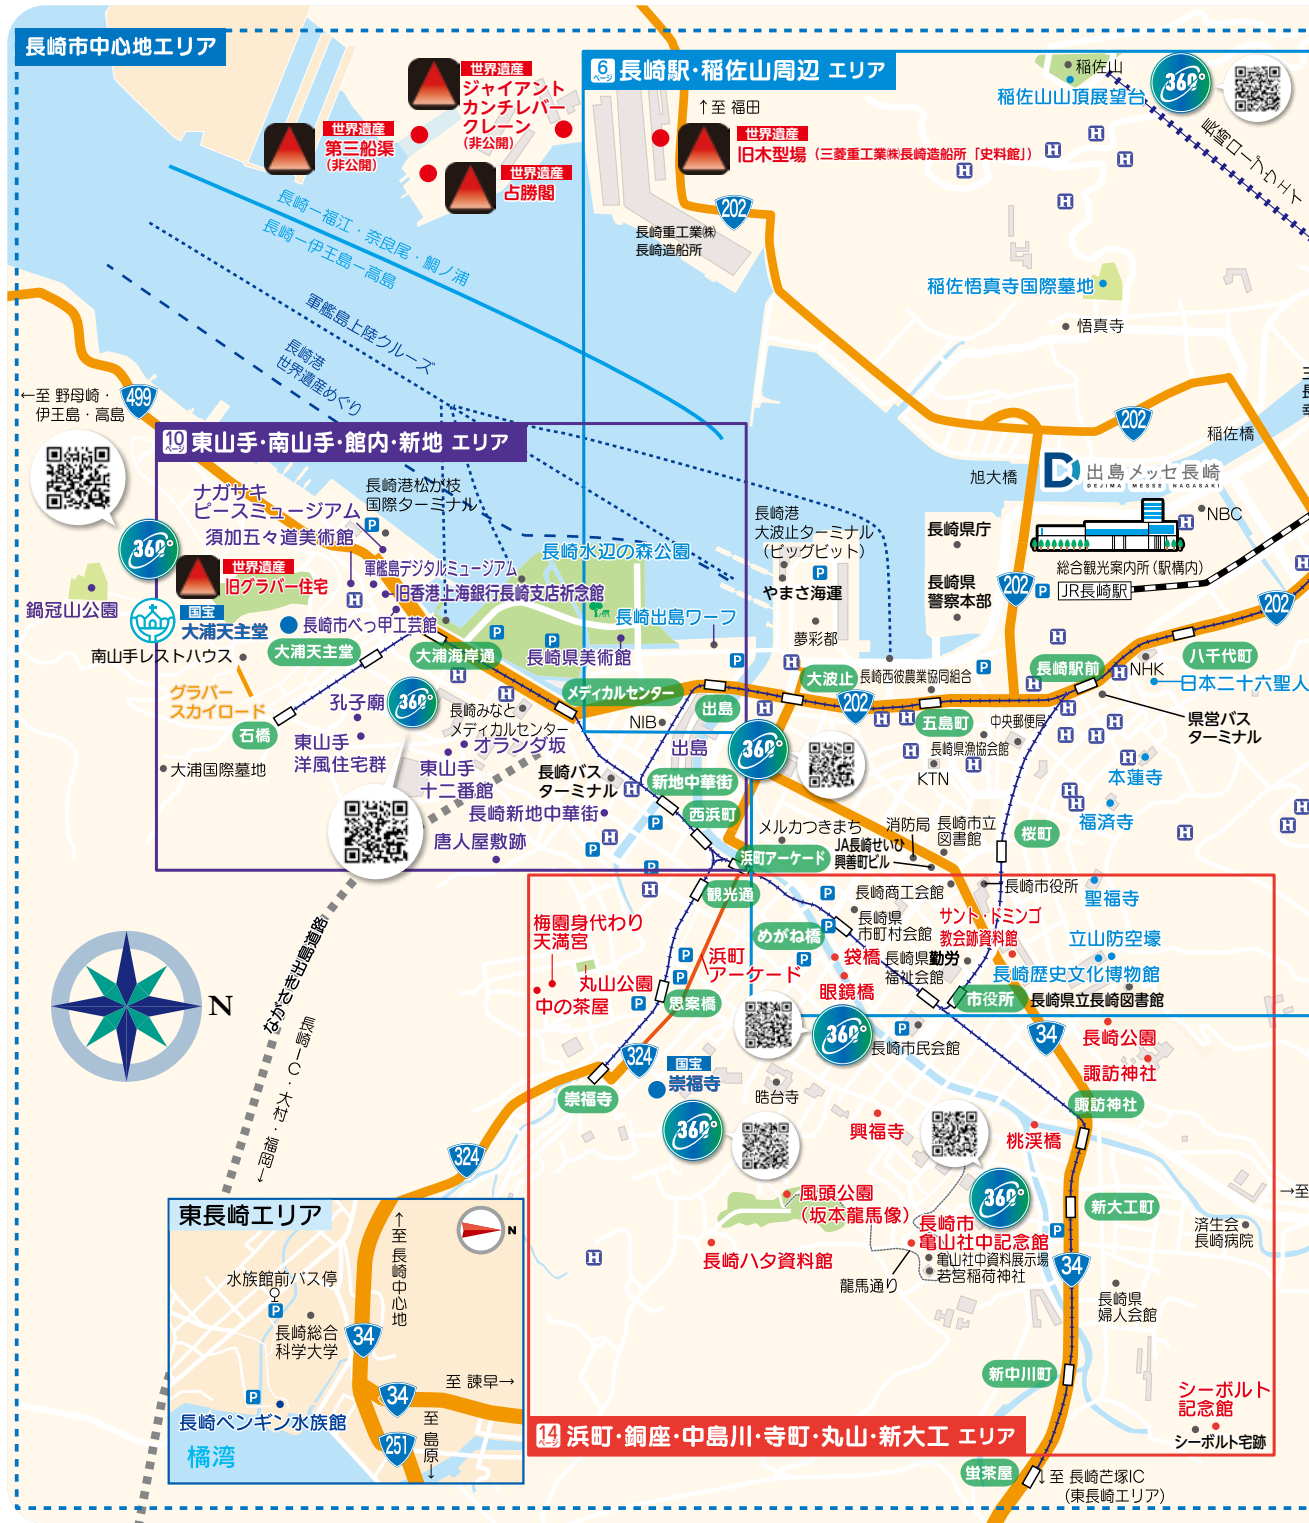 長崎市中心地エリア
世界遺産
ジャイアント
カンチレバー
クレーン
(非公開)
世界遺産
第三船渠
(非公開)
世界遺産
占勝閣
6
ページ
長崎駅・稲佐山周辺 エリア
↑至 福田
世界遺産
旧木型場（三菱重工業㈱長崎造船所「史料館」）
202
長崎重工業㈱
長崎造船所
稲佐山
稲佐山山頂展望台
360°
長崎ロープウェイ
稲佐悟真寺国際墓地
悟真寺
長崎ー福江・奈良尾・鯛ノ浦
長崎ー伊王島ー高島
軍艦島上陸クルーズ
長崎港
世界遺産めぐり
←至 野母崎・
伊王島・高島
499
202
稲佐橋
旭大橋
出島メッセ長崎
DEJIMA MESSE NAGASAKI
NBC
総合観光案内所（駅構内）
JR長崎駅
長崎県庁
長崎県
警察本部
202
202
10
ページ
東山手・南山手・館内・新地 エリア
ナガサキ
ピースミュージアム
長崎港松が枝
国際ターミナル
須加五々道美術館
軍艦島デジタルミュージアム
旧香港上海銀行長崎支店祈念館
長崎市べっ甲工芸館
360°
世界遺産
旧グラバー住宅
鍋冠山公園
国宝
大浦天主堂
南山手レストハウス
大浦天主堂
大浦海岸通
グラバー
スカイロード
石橋
孔子廟
360°
東山手
洋風住宅群
大浦国際墓地
長崎みなと
メディカルセンター
オランダ坂
東山手
十二番館
長崎バス
ターミナル
長崎新地中華街
唐人屋敷跡
長崎水辺の森公園
長崎出島ワーフ
長崎県美術館
メディカルセンター
NIB
出島
出島
新地中華街
西浜町
長崎港
大波止ターミナル
（ビッグビット）
やまさ海運
夢彩都
大波止
長崎西彼農業協同組合
202
五島町
中央郵便局
長崎県漁協会館
KTN
長崎駅前
NHK
八千代町
日本二十六聖人
県営バス
ターミナル
本蓮寺
福済寺
桜町
360°
メルカつきまち
消防局
JA長崎せいひ
興善町ビル
長崎市立
図書館
浜町アーケード
長崎商工会館
長崎市役所
聖福寺
観光通
めがね橋
長崎県
市町村会館
サント・ドミンゴ
教会跡資料館
立山防空壕
梅園身代わり
天満宮
浜町
アーケード
袋橋
長崎県勤労
福祉会館
長崎歴史文化博物館
丸山公園
中の茶屋
思案橋
眼鏡橋
市役所
長崎県立長崎図書館
360°
長崎市民会館
34
長崎公園
諏訪神社
N
ながさき出島道路
長崎IC・大村・福岡→
324
崇福寺
国宝
崇福寺
晧台寺
諏訪神社
360°
興福寺
桃渓橋
324
風頭公園
（坂本龍馬像）
360°
新大工町
長崎市
亀山社中記念館
亀山社中資料展示場
若宮稲荷神社
長崎ハタ資料館
龍馬通り
→至
済生会
長崎病院
34
長崎県
婦人会館
新中川町
シーボルト
記念館
シーボルト宅跡
14
ページ
浜町・銅座・中島川・寺町・丸山・新大工 エリア
蛍茶屋
↓至 長崎芒塚IC
（東長崎エリア）
東長崎エリア
↑至 長崎中心地
N
水族館前バス停
長崎総合
科学大学
34
34
至 諫早→
251
至 島原→
長崎ペンギン水族館
橘湾